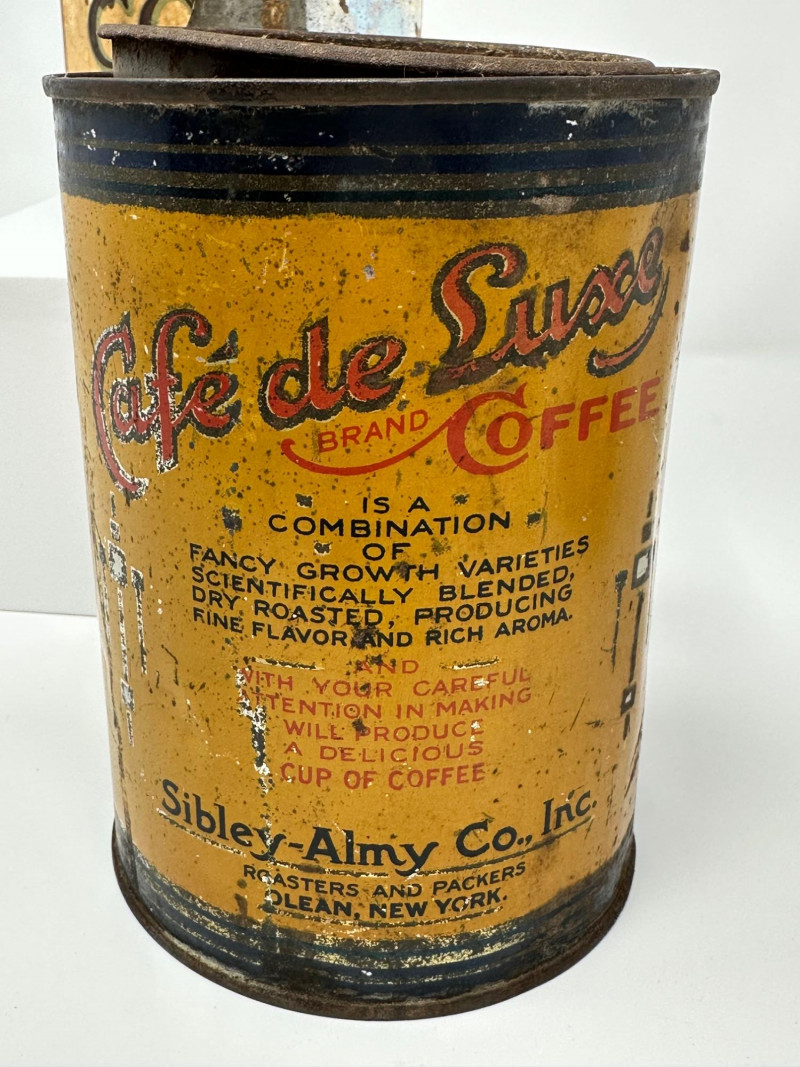 CO
Café de Luxe
BRAND COFFEE
IS A
COMBINATION
OF
FANCY GROWTH VARIETIES
SCIENTIFICALLY BLENDED,
DRY ROASTED, PRODUCING
FINE FLAVOR AND RICH AROMA.
AND
WITH YOUR CAREFUL
ATTENTION IN MAKING
WILL PRODUCE
A DELICIOUS
CUP OF COFFEE
Sibley-Almy Co., Inc.
ROASTERS AND PACKERS
OLEAN, NEW YORK.